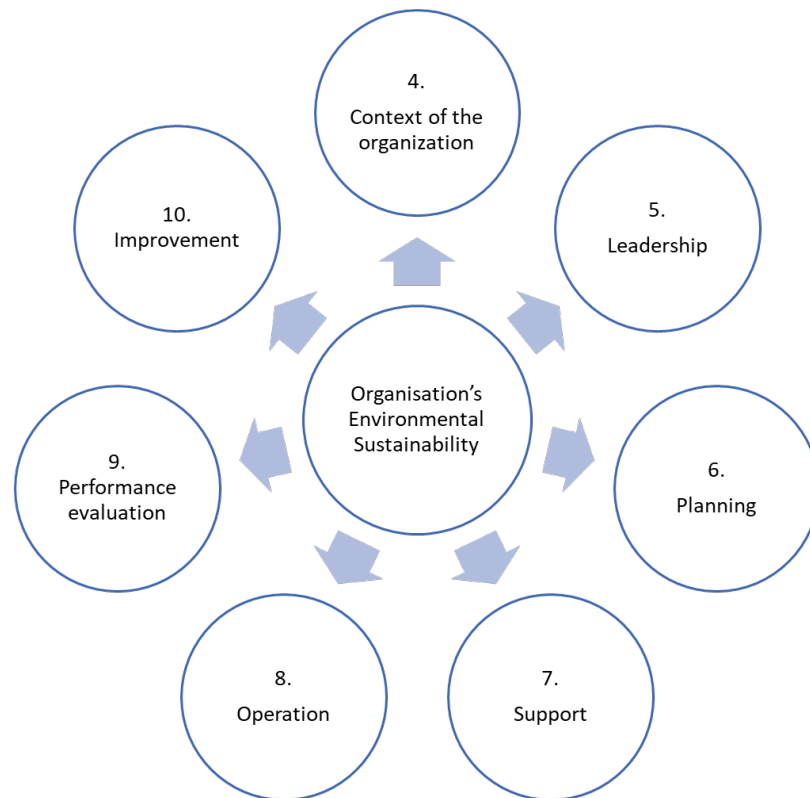 4.
Context of the
organization
5.
Leadership
6.
Planning
7.
Support
8.
Operation
9.
Performance
evaluation
10.
Improvement
Organisation’s
Environmental
Sustainability